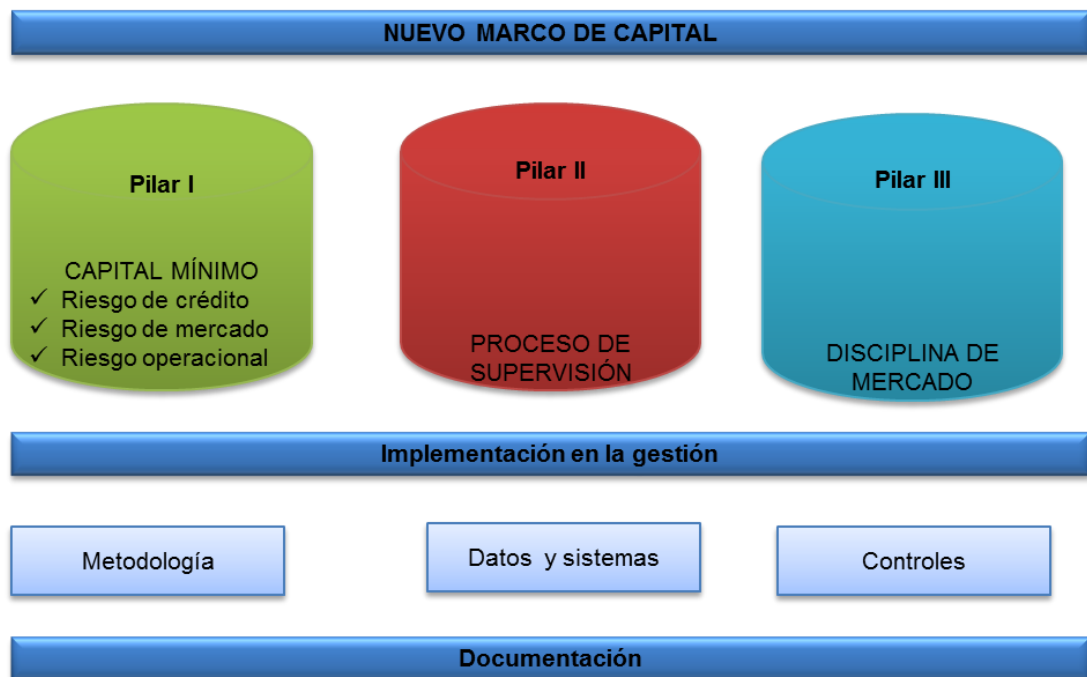 NUEVO MARCO DE CAPITAL
Pilar I
CAPITAL MÍNIMO
✓ Riesgo de crédito
✓ Riesgo de mercado
✓ Riesgo operacional
Pilar II
PROCESO DE
SUPERVISIÓN
Pilar III
DISCIPLINA DE
MERCADO
Implementación en la gestión
Metodología
Datos y sistemas
Controles
Documentación